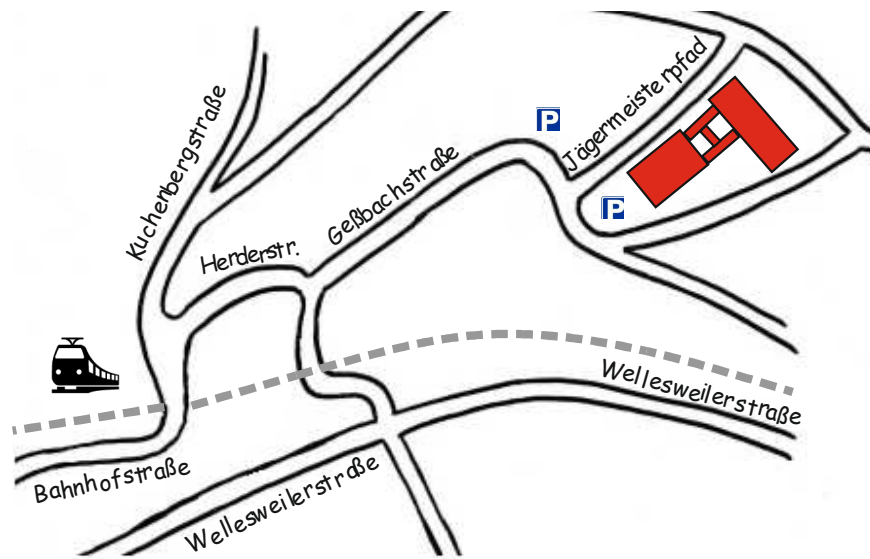 Kuchenbergstraße
Jägermeisterpfad
P
Geßbachstraße
P
Herderstr.
Wellesweilerstraße
Bahnhofstraße
Wellesweilerstraße